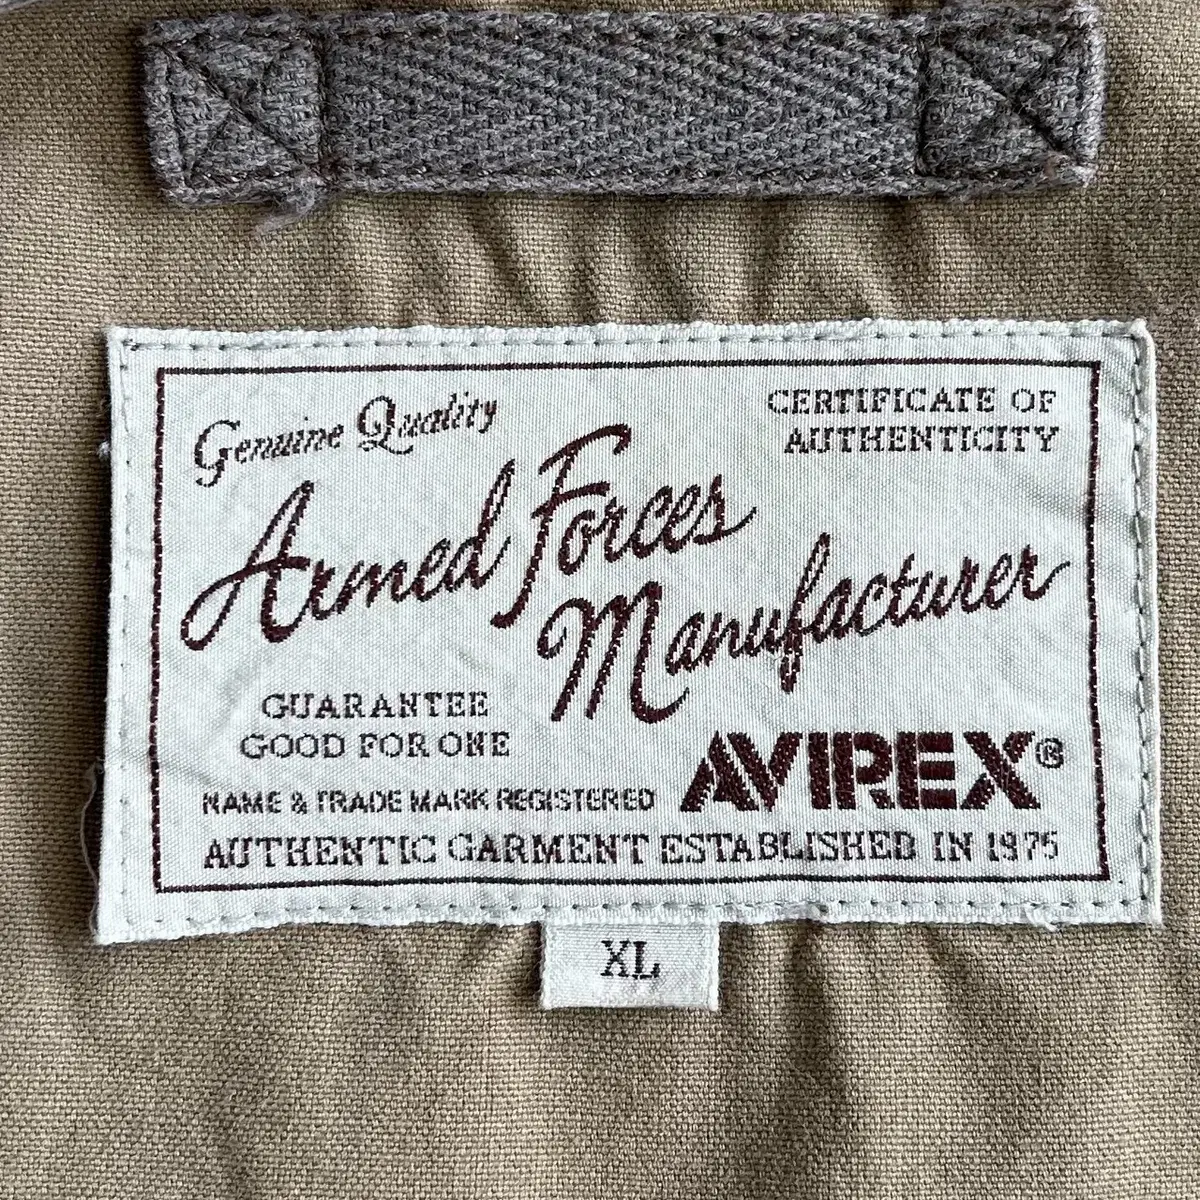 Genuine Quality
CERTIFICATE OF
AUTHENTICITY
Armed Forces
Manufacturer
GUARANTEE
GOOD FOR ONE
AVIREX®
NAME & TRADE MARK REGISTERED
AUTHENTIC GARMENT ESTABLISHED IN 1975
XL